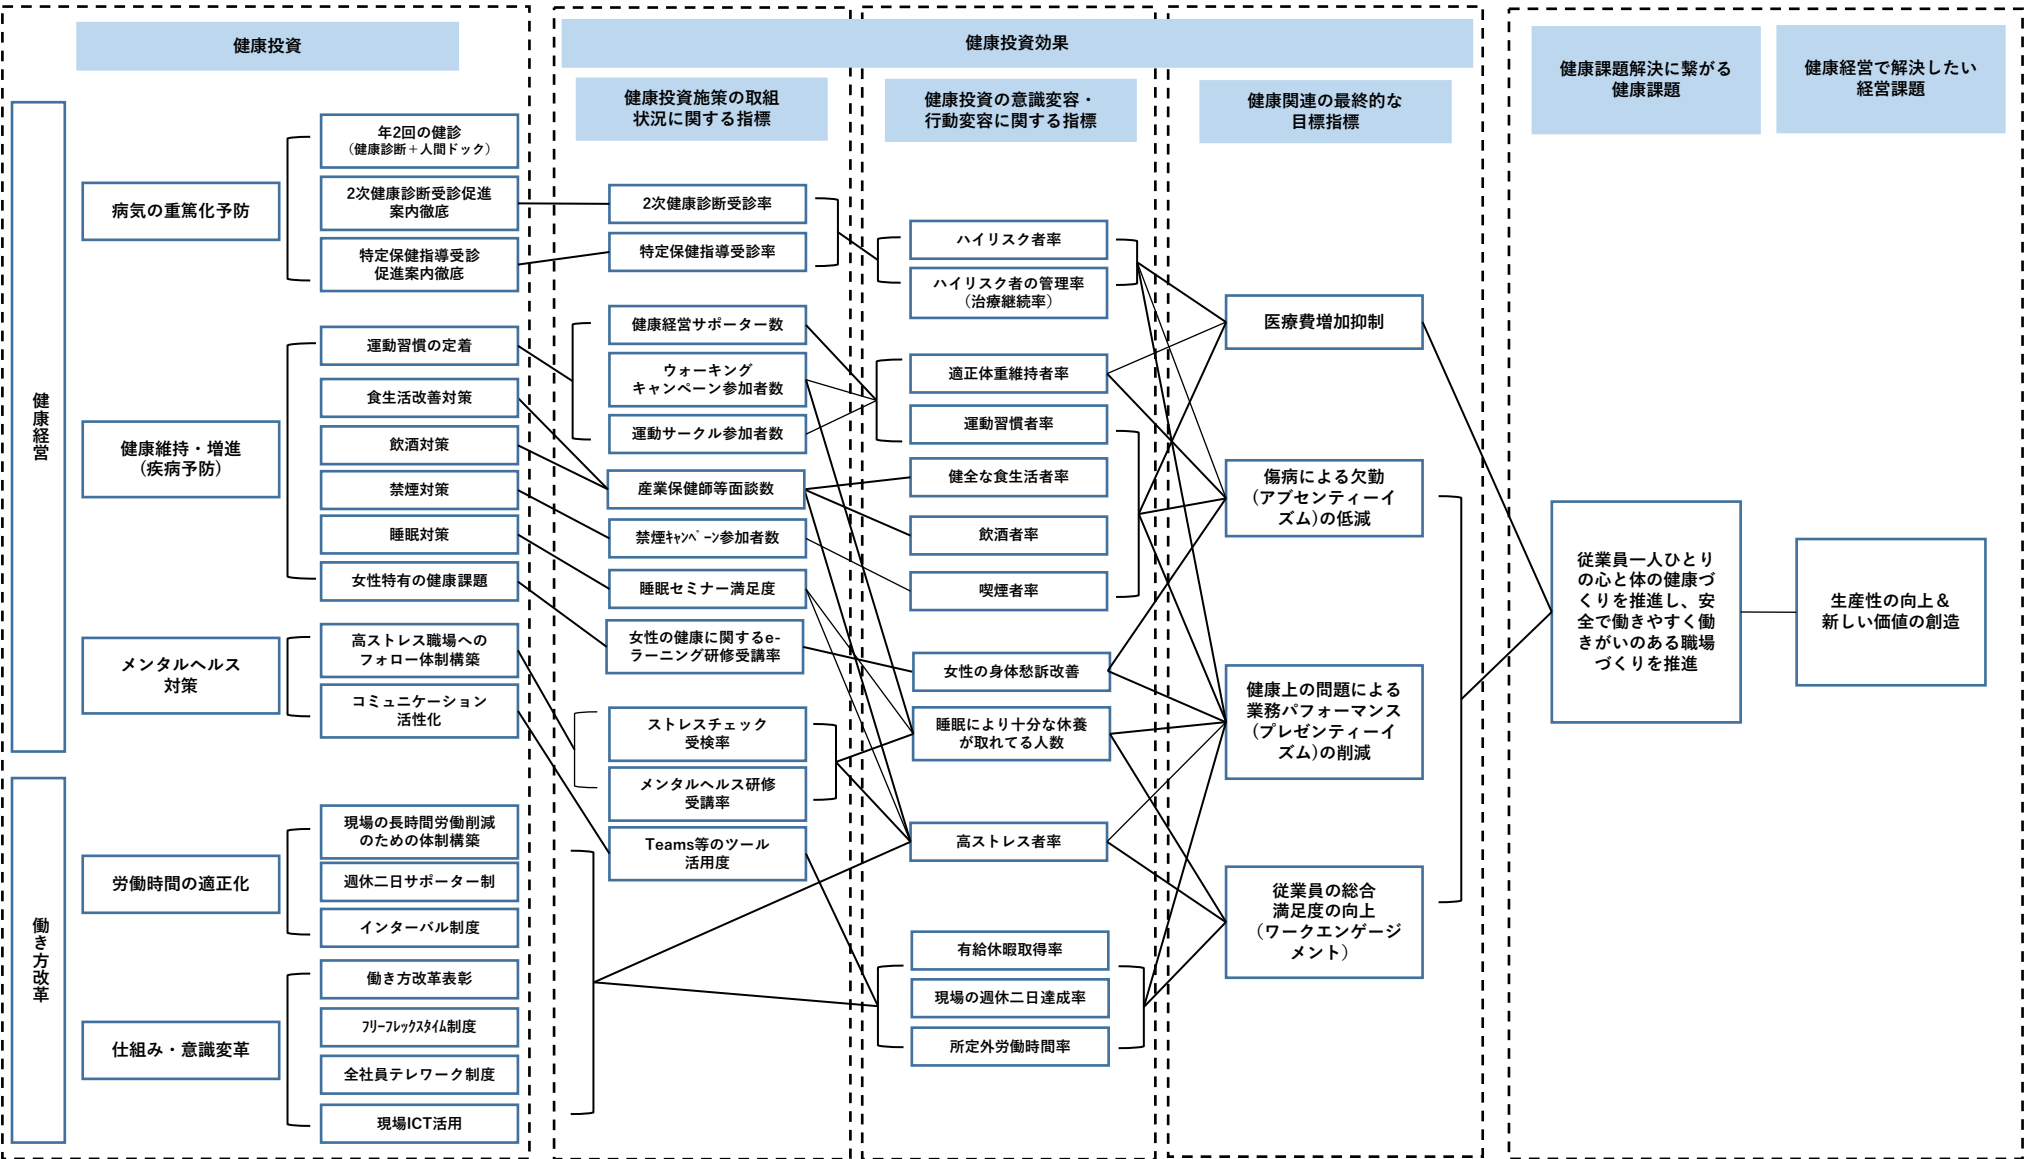 健康投資
健康投資効果
健康投資施策の取組
状況に関する指標
健康投資の意識変容・
行動変容に関する指標
健康関連の最終的な
目標指標
健康課題解決に繋がる
健康課題
健康経営で解決したい
経営課題
健康経営
病気の重篤化予防
年2回の健診
（健康診断＋人間ドック）
2次健康診断受診促進
案内徹底
特定保健指導受診
促進案内徹底
健康維持・増進
(疾病予防)
運動習慣の定着
食生活改善対策
飲酒対策
禁煙対策
睡眠対策
女性特有の健康課題
メンタルヘルス
対策
高ストレス職場への
フォロー体制構築
コミュニケーション
活性化
働き方改革
労働時間の適正化
現場の長時間労働削減
のための体制構築
週休二日サポーター制
インターバル制度
仕組み・意識変革
働き方改革表彰
ﾌﾘｰﾌﾚｯｸｽﾀｲﾑ制度
全社員テレワーク制度
現場ICT活用
2次健康診断受診率
特定保健指導受診率
健康経営サポーター数
ウォーキング
キャンペーン参加者数
運動サークル参加者数
産業保健師等面談数
禁煙ｷｬﾝﾍﾟｰﾝ参加者数
睡眠セミナー満足度
女性の健康に関するe-
ラーニング研修受講率
ストレスチェック
受検率
メンタルヘルス研修
受講率
Teams等のツール
活用度
ハイリスク者率
ハイリスク者の管理率
（治療継続率）
適正体重維持者率
運動習慣者率
健全な食生活者率
飲酒者率
喫煙者率
女性の身体愁訴改善
睡眠により十分な休養
が取れてる人数
高ストレス者率
有給休暇取得率
現場の週休二日達成率
所定外労働時間率
医療費増加抑制
傷病による欠勤
（アブセンティーイ
ズム)の低減
健康上の問題による
業務パフォーマンス
（プレゼンティーイ
ズム)の削減
従業員の総合
満足度の向上
（ワークエンゲージ
メント）
従業員一人ひとり
の心と体の健康づ
くりを推進し、安
全で働きやすく働
きがいのある職場
づくりを推進
生産性の向上＆
新しい価値の創造